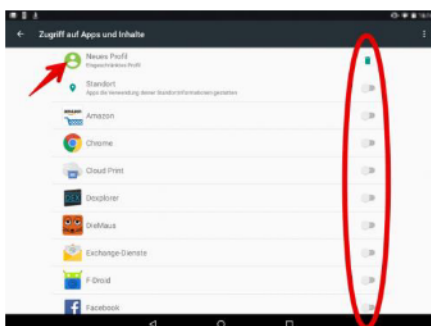 Zugriff auf Apps und Inhalte
Neues Profil
Eingeschränktes Profil
Standort
Apps die Verwendung deiner Standortinformationen gestatten
Amazon
Chrome
Cloud Print
Dexplorer
DieMaus
Exchange-Dienste
F-Droid
Facebook